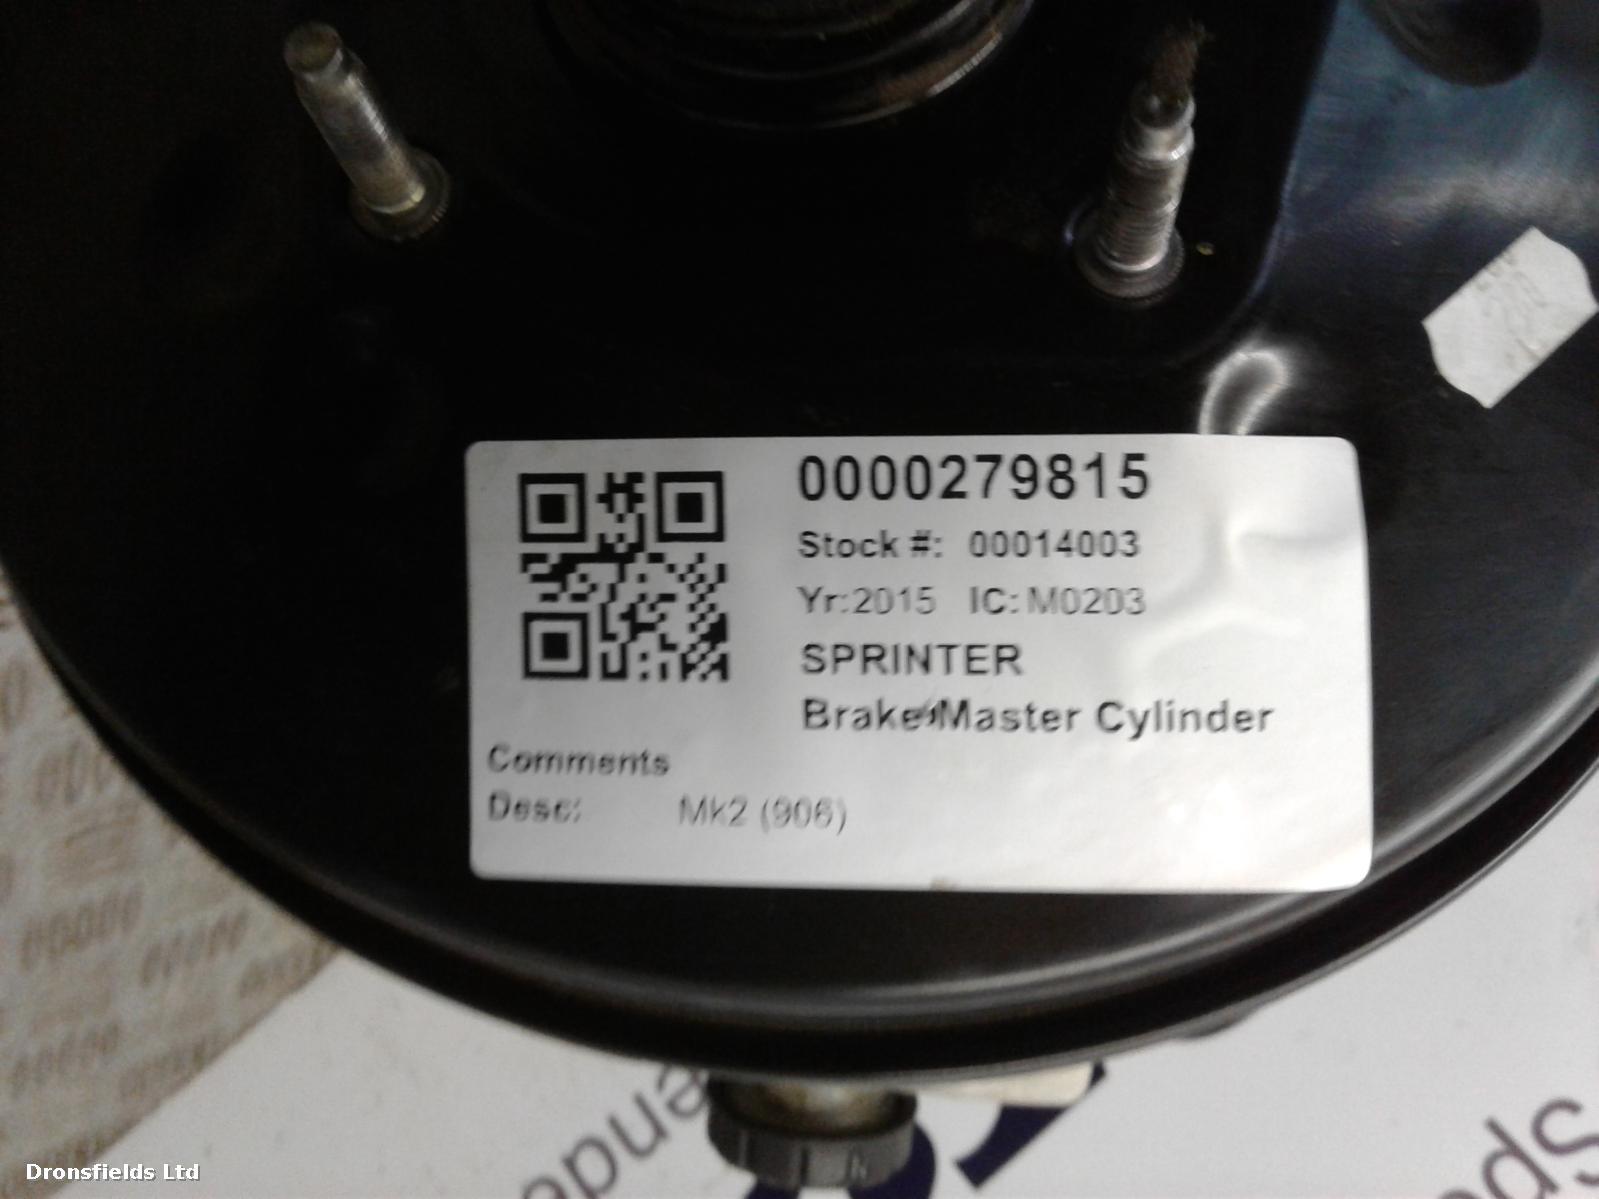 0000279815
Stock #: 00014003
Yr:2015 IC: M0203
SPRINTER
Brake Master Cylinder
Comments
Desc: Mk2 (906)
Dronsfields Ltd